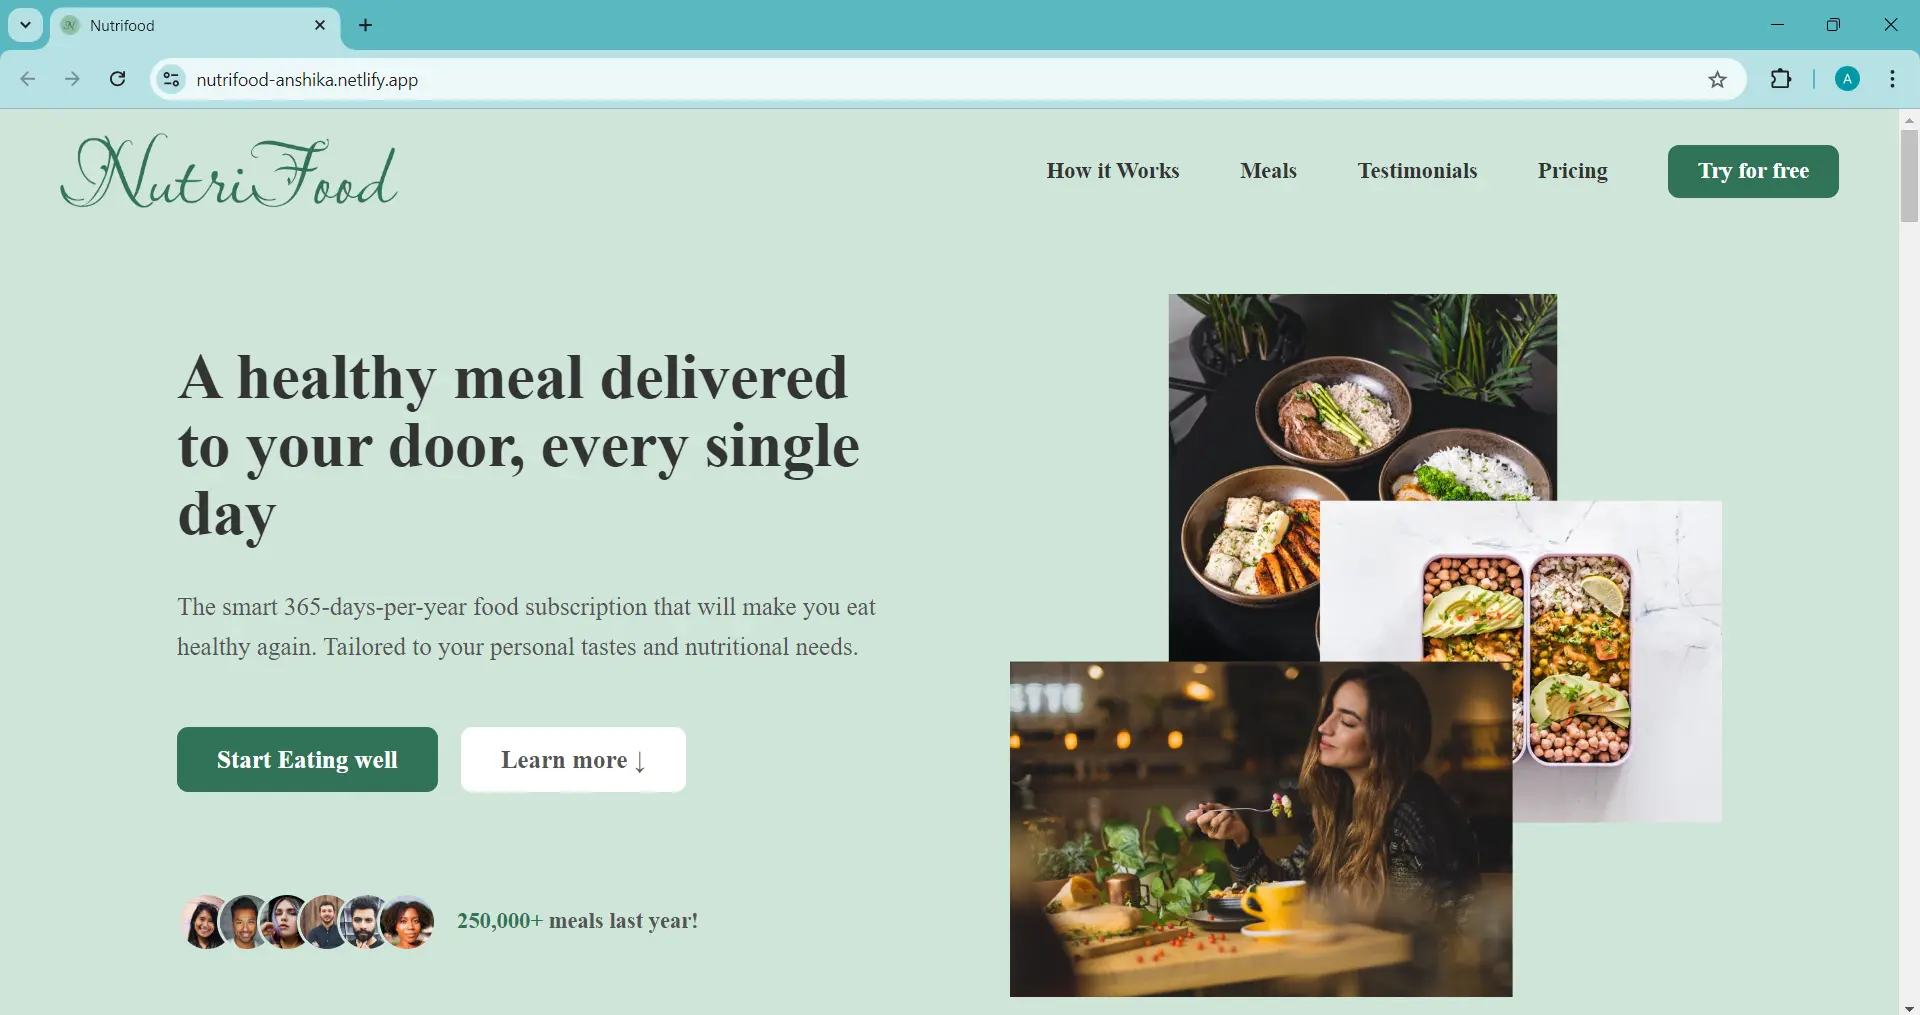 Nutrifood
nutrifood-anshika.netlify.app
A
NutriFood
How it Works
Meals
Testimonials
Pricing
Try for free
A healthy meal delivered
to your door, every single
day
The smart 365-days-per-year food subscription that will make you eat
healthy again. Tailored to your personal tastes and nutritional needs.
Start Eating well
Learn more ↓
250,000+ meals last year!